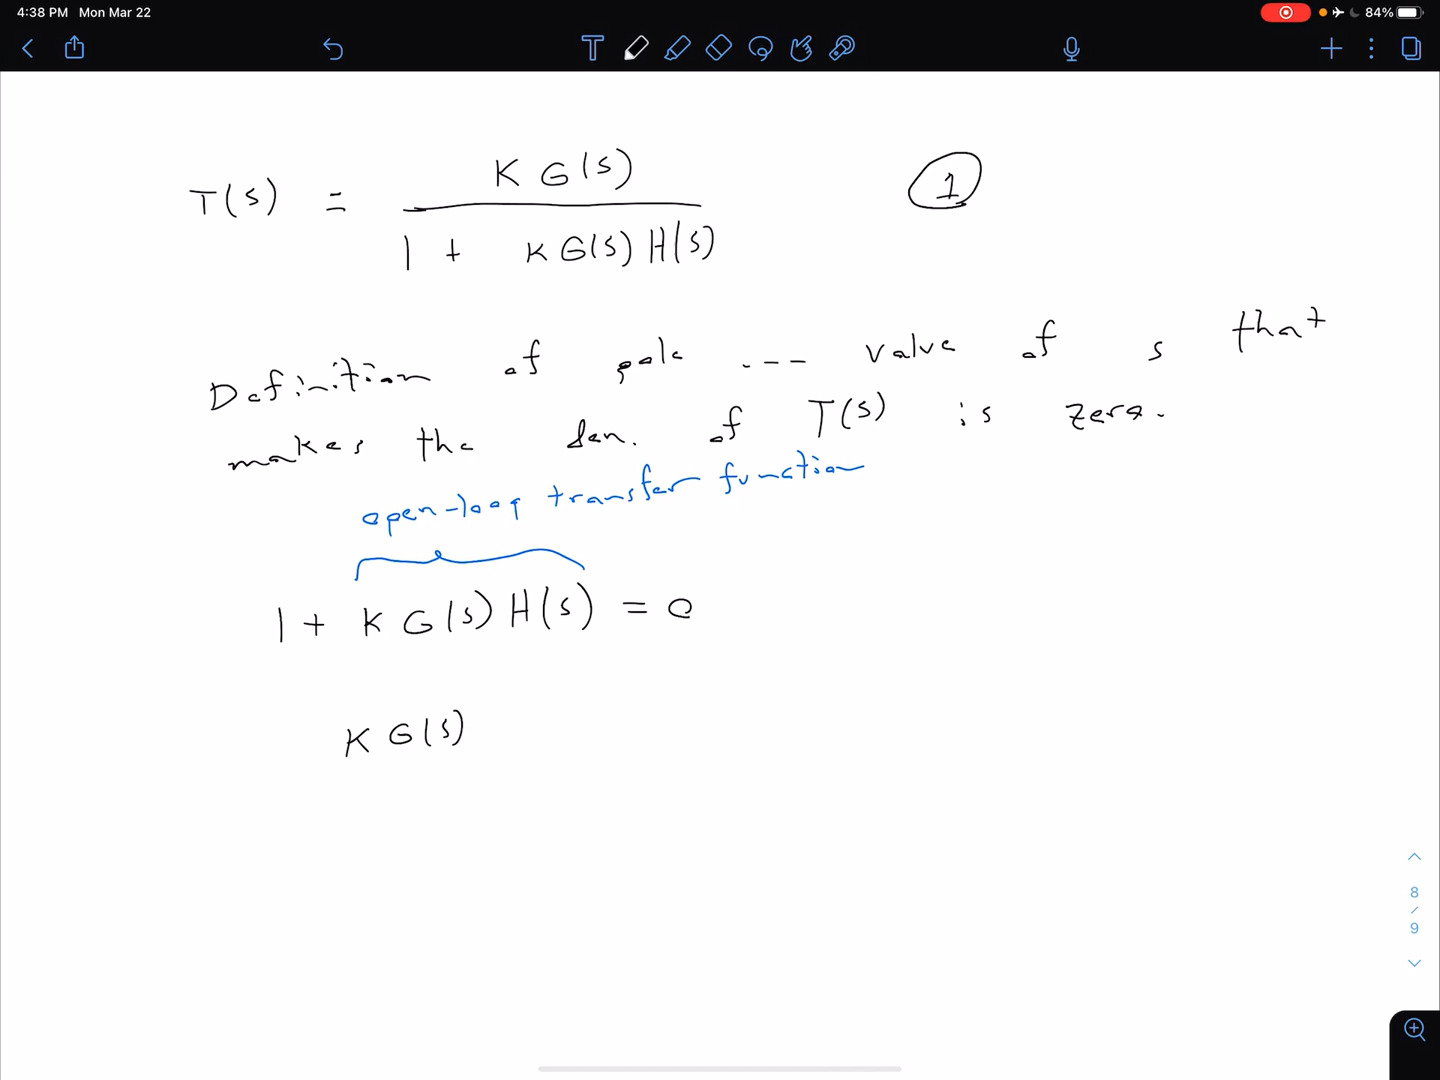 4:38 PM Mon Mar 22
84%
T(s) = K G(s) / 1 + K G(s) H(s)
1
Definition of pole --- value of s that
makes the den. of T(s) is zero.
open-loop transfer function
1 + K G(s) H(s) = 0
K G(s)
8
/
9